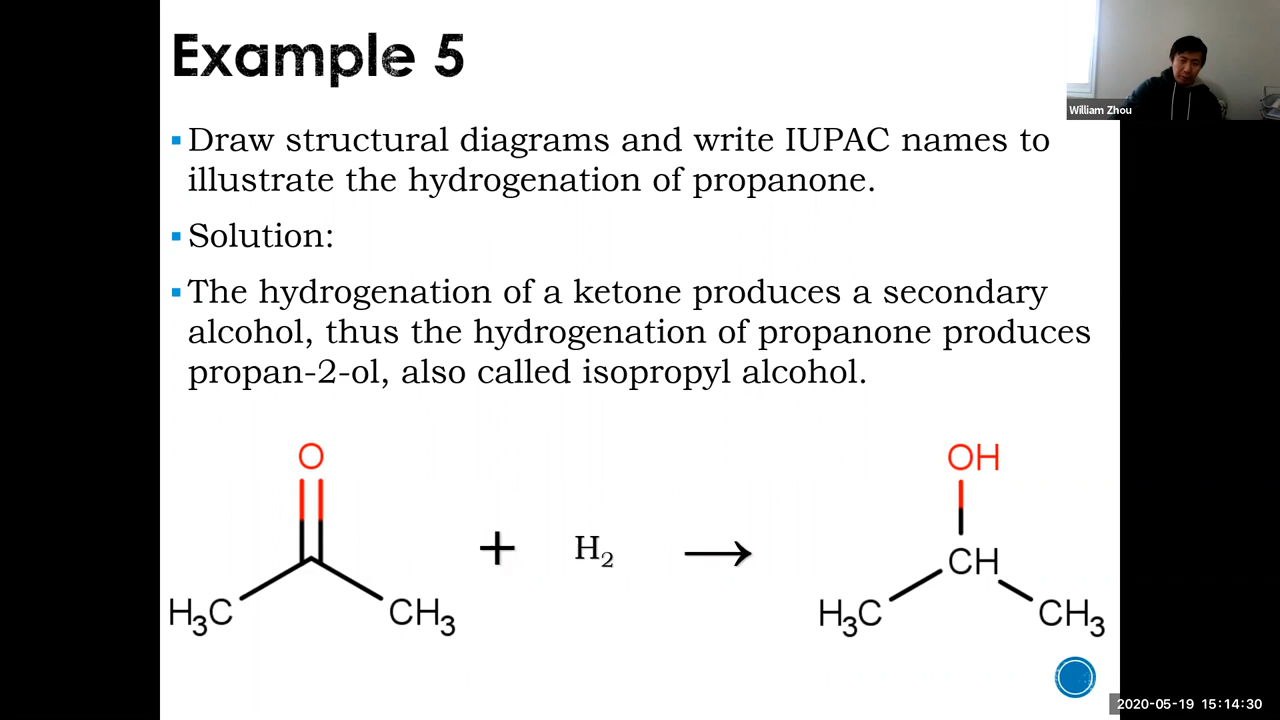 Example 5
William Zhou
▪ Draw structural diagrams and write IUPAC names to
illustrate the hydrogenation of propanone.
▪ Solution:
▪ The hydrogenation of a ketone produces a secondary
alcohol, thus the hydrogenation of propanone produces
propan-2-ol, also called isopropyl alcohol.
O
H₃C CH₃ + H₂ →
OH
CH
H₃C CH₃
2020-05-19 15:14:30